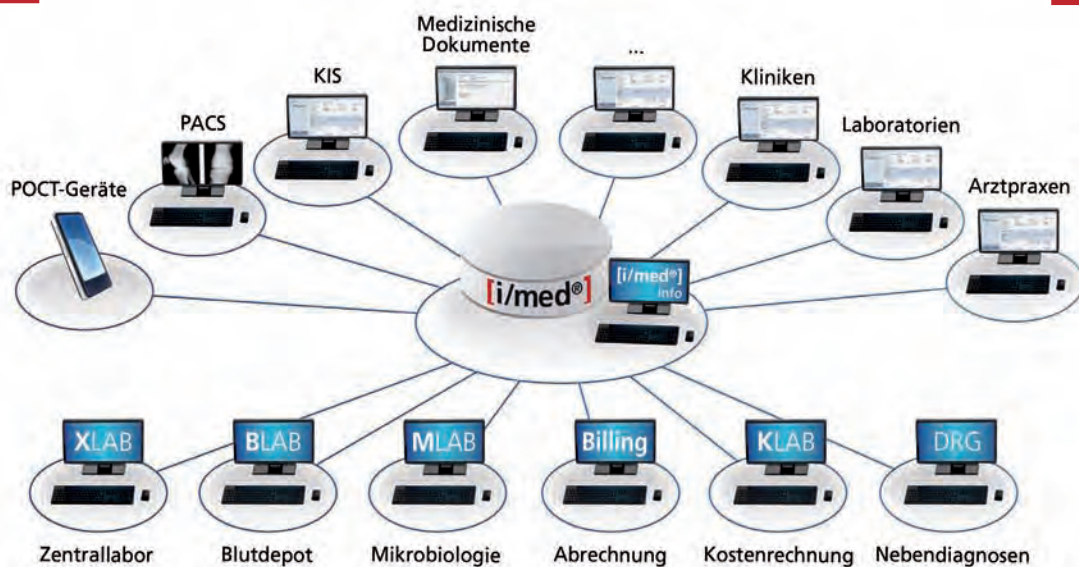 Medizinische
Dokumente
...
KIS
Kliniken
PACS
Laboratorien
POCT-Geräte
Arztpraxen
[i/med®]
[i/med®]
info
XLAB
BLAB
MLAB
Billing
KLAB
DRG
Zentrallabor
Blutdepot
Mikrobiologie
Abrechnung
Kostenrechnung
Nebendiagnosen